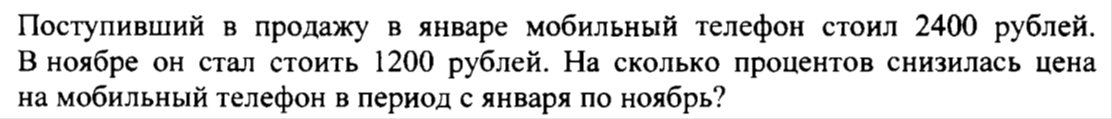 Поступивший в продажу в январе мобильный телефон стоил 2400 рублей.
В ноябре он стал стоить 1200 рублей. На сколько процентов снизилась цена
на мобильный телефон в период с января по ноябрь?